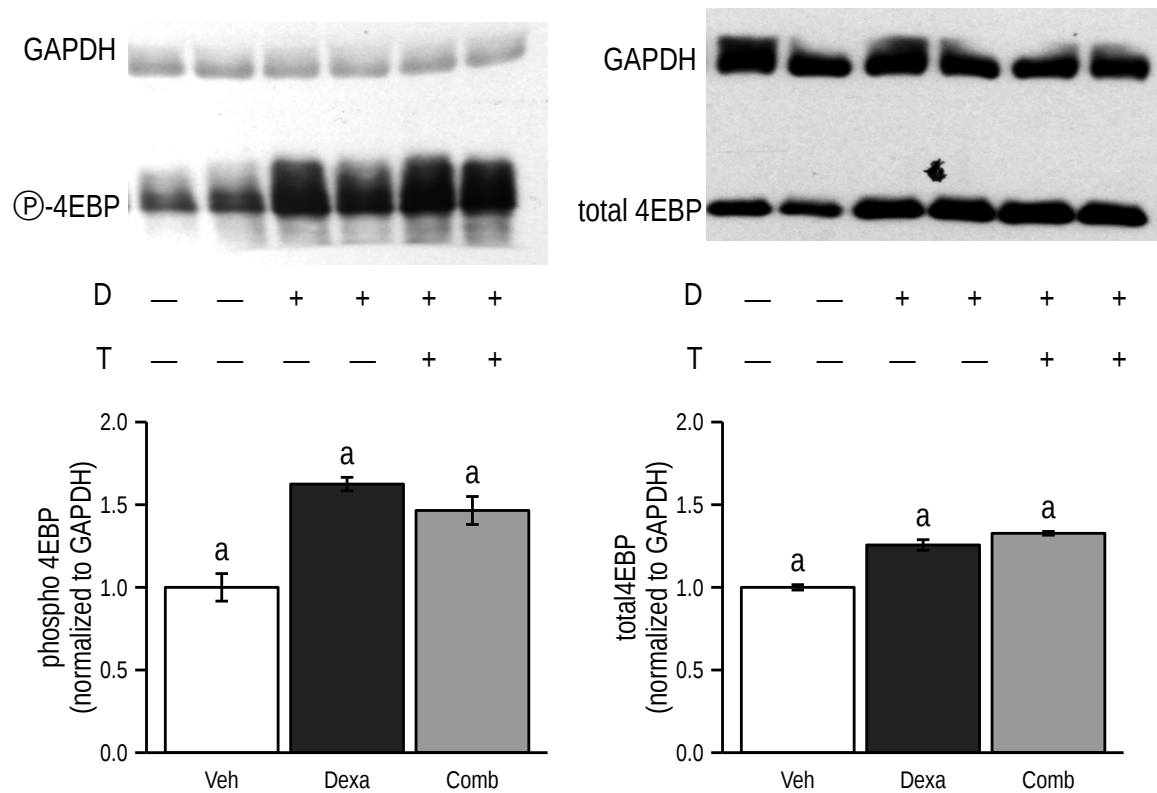 GAPDH
Ⓟ-4EBP
D — — + + + +
T — — — — + +
GAPDH
total 4EBP
D — — + + + +
T — — — — + +
phospho 4EBP
(normalized to GAPDH)
2.0
1.5
1.0
0.5
0.0
a
a
a
Veh Dexa Comb
total4EBP
(normalized to GAPDH)
2.0
1.5
1.0
0.5
0.0
a
a
a
Veh Dexa Comb